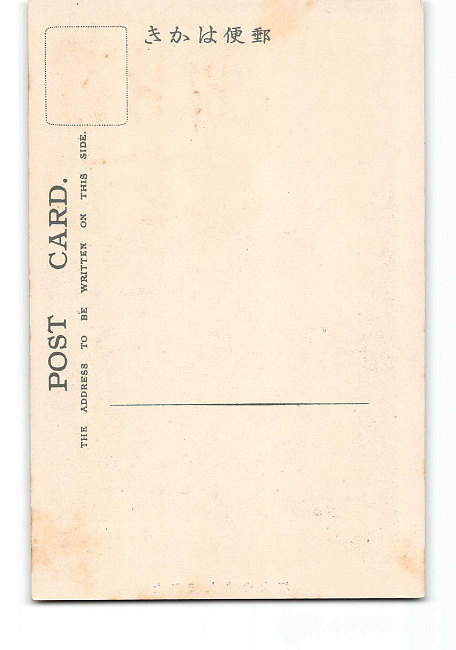 郵便はかき
POST CARD.
THE ADDRESS TO BE WRITTEN ON THIS SIDE.